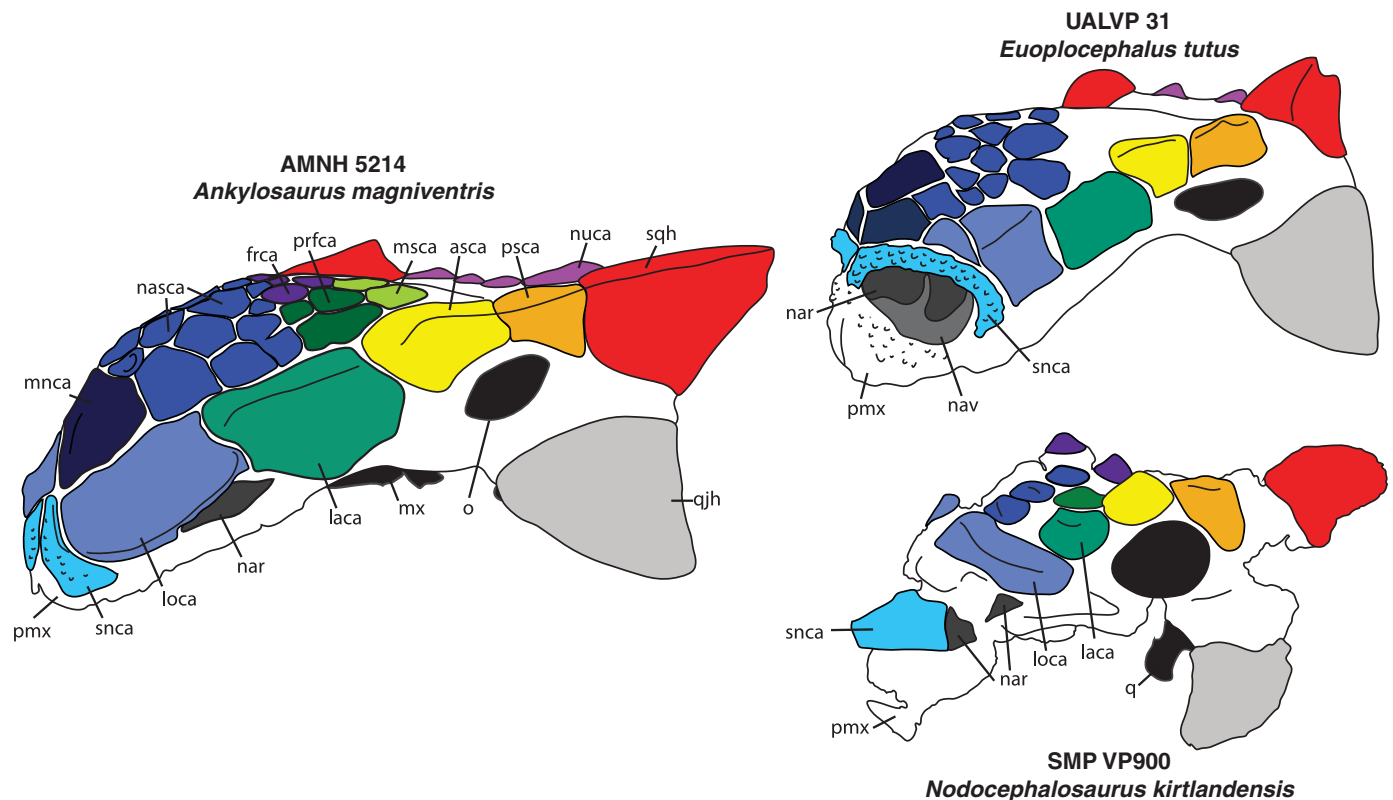 UALVP 31
Euoplocephalus tutus
AMNH 5214
Ankylosaurus magniventris
frca
prfca
msca
asca
psca
nuca
sqh
nasca
mnca
laca
mx
o
qjh
nar
loca
pmx
snca
nar
snca
pmx
nav
snca
nar
loca
laca
q
pmx
SMP VP900
Nodocephalosaurus kirtlandensis